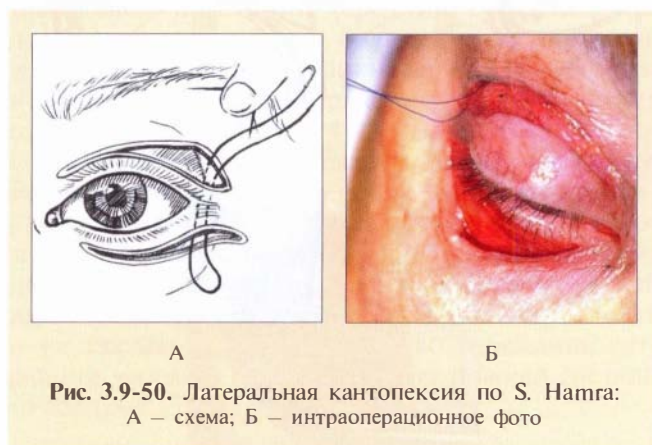 А
Б
Рис. 3.9-50. Латеральная кантопексия по S. Hamra:
А — схема; Б — интраоперационное фото